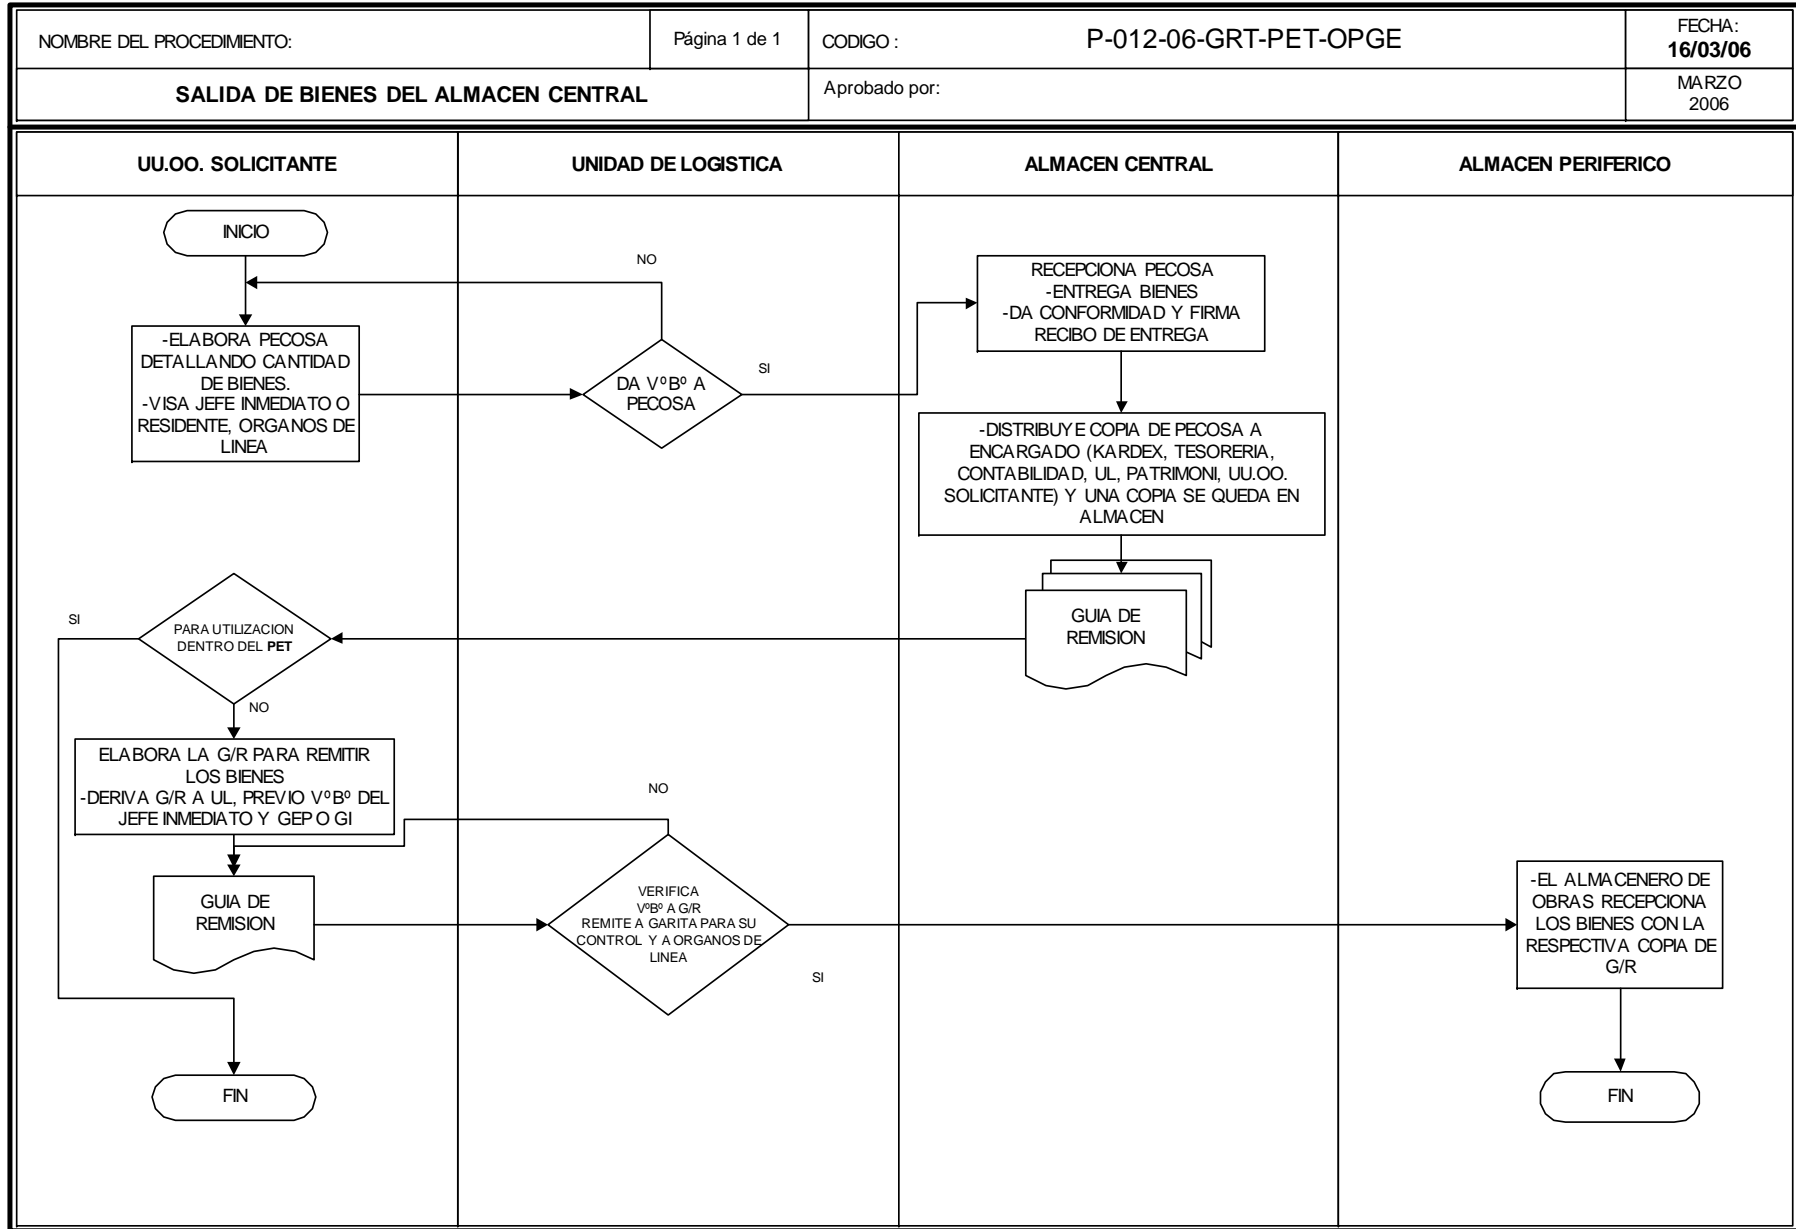 NOMBRE DEL PROCEDIMIENTO:
Página 1 de 1
CODIGO :
P-012-06-GRT-PET-OPGE
FECHA:
16/03/06
SALIDA DE BIENES DEL ALMACEN CENTRAL
Aprobado por:
MARZO
2006
UU.OO. SOLICITANTE
UNIDAD DE LOGISTICA
ALMACEN CENTRAL
ALMACEN PERIFERICO
INICIO
-ELABORA PECOSA
DETALLANDO CANTIDAD
DE BIENES.
-VISA JEFE INMEDIATO O
RESIDENTE, ORGANOS DE
LINEA
NO
DA VºBº A
PECOSA
SI
RECEPCIONA PECOSA
-ENTREGA BIENES
-DA CONFORMIDAD Y FIRMA
RECIBO DE ENTREGA
-DISTRIBUYE COPIA DE PECOSA A
ENCARGADO (KARDEX, TESORERIA,
CONTABILIDAD, UL, PATRIMONI, UU.OO.
SOLICITANTE) Y UNA COPIA SE QUEDA EN
ALMACEN
GUIA DE
REMISION
SI
PARA UTILIZACION
DENTRO DEL PET
NO
ELABORA LA G/R PARA REMITIR
LOS BIENES
-DERIVA G/R A UL, PREVIO VºBº DEL
JEFE INMEDIATO Y GEP O GI
GUIA DE
REMISION
NO
VERIFICA
VºBº A G/R
REMITE A GARITA PARA SU
CONTROL Y A ORGANOS DE
LINEA
SI
-EL ALMACENERO DE
OBRAS RECEPCIONA
LOS BIENES CON LA
RESPECTIVA COPIA DE
G/R
FIN
FIN